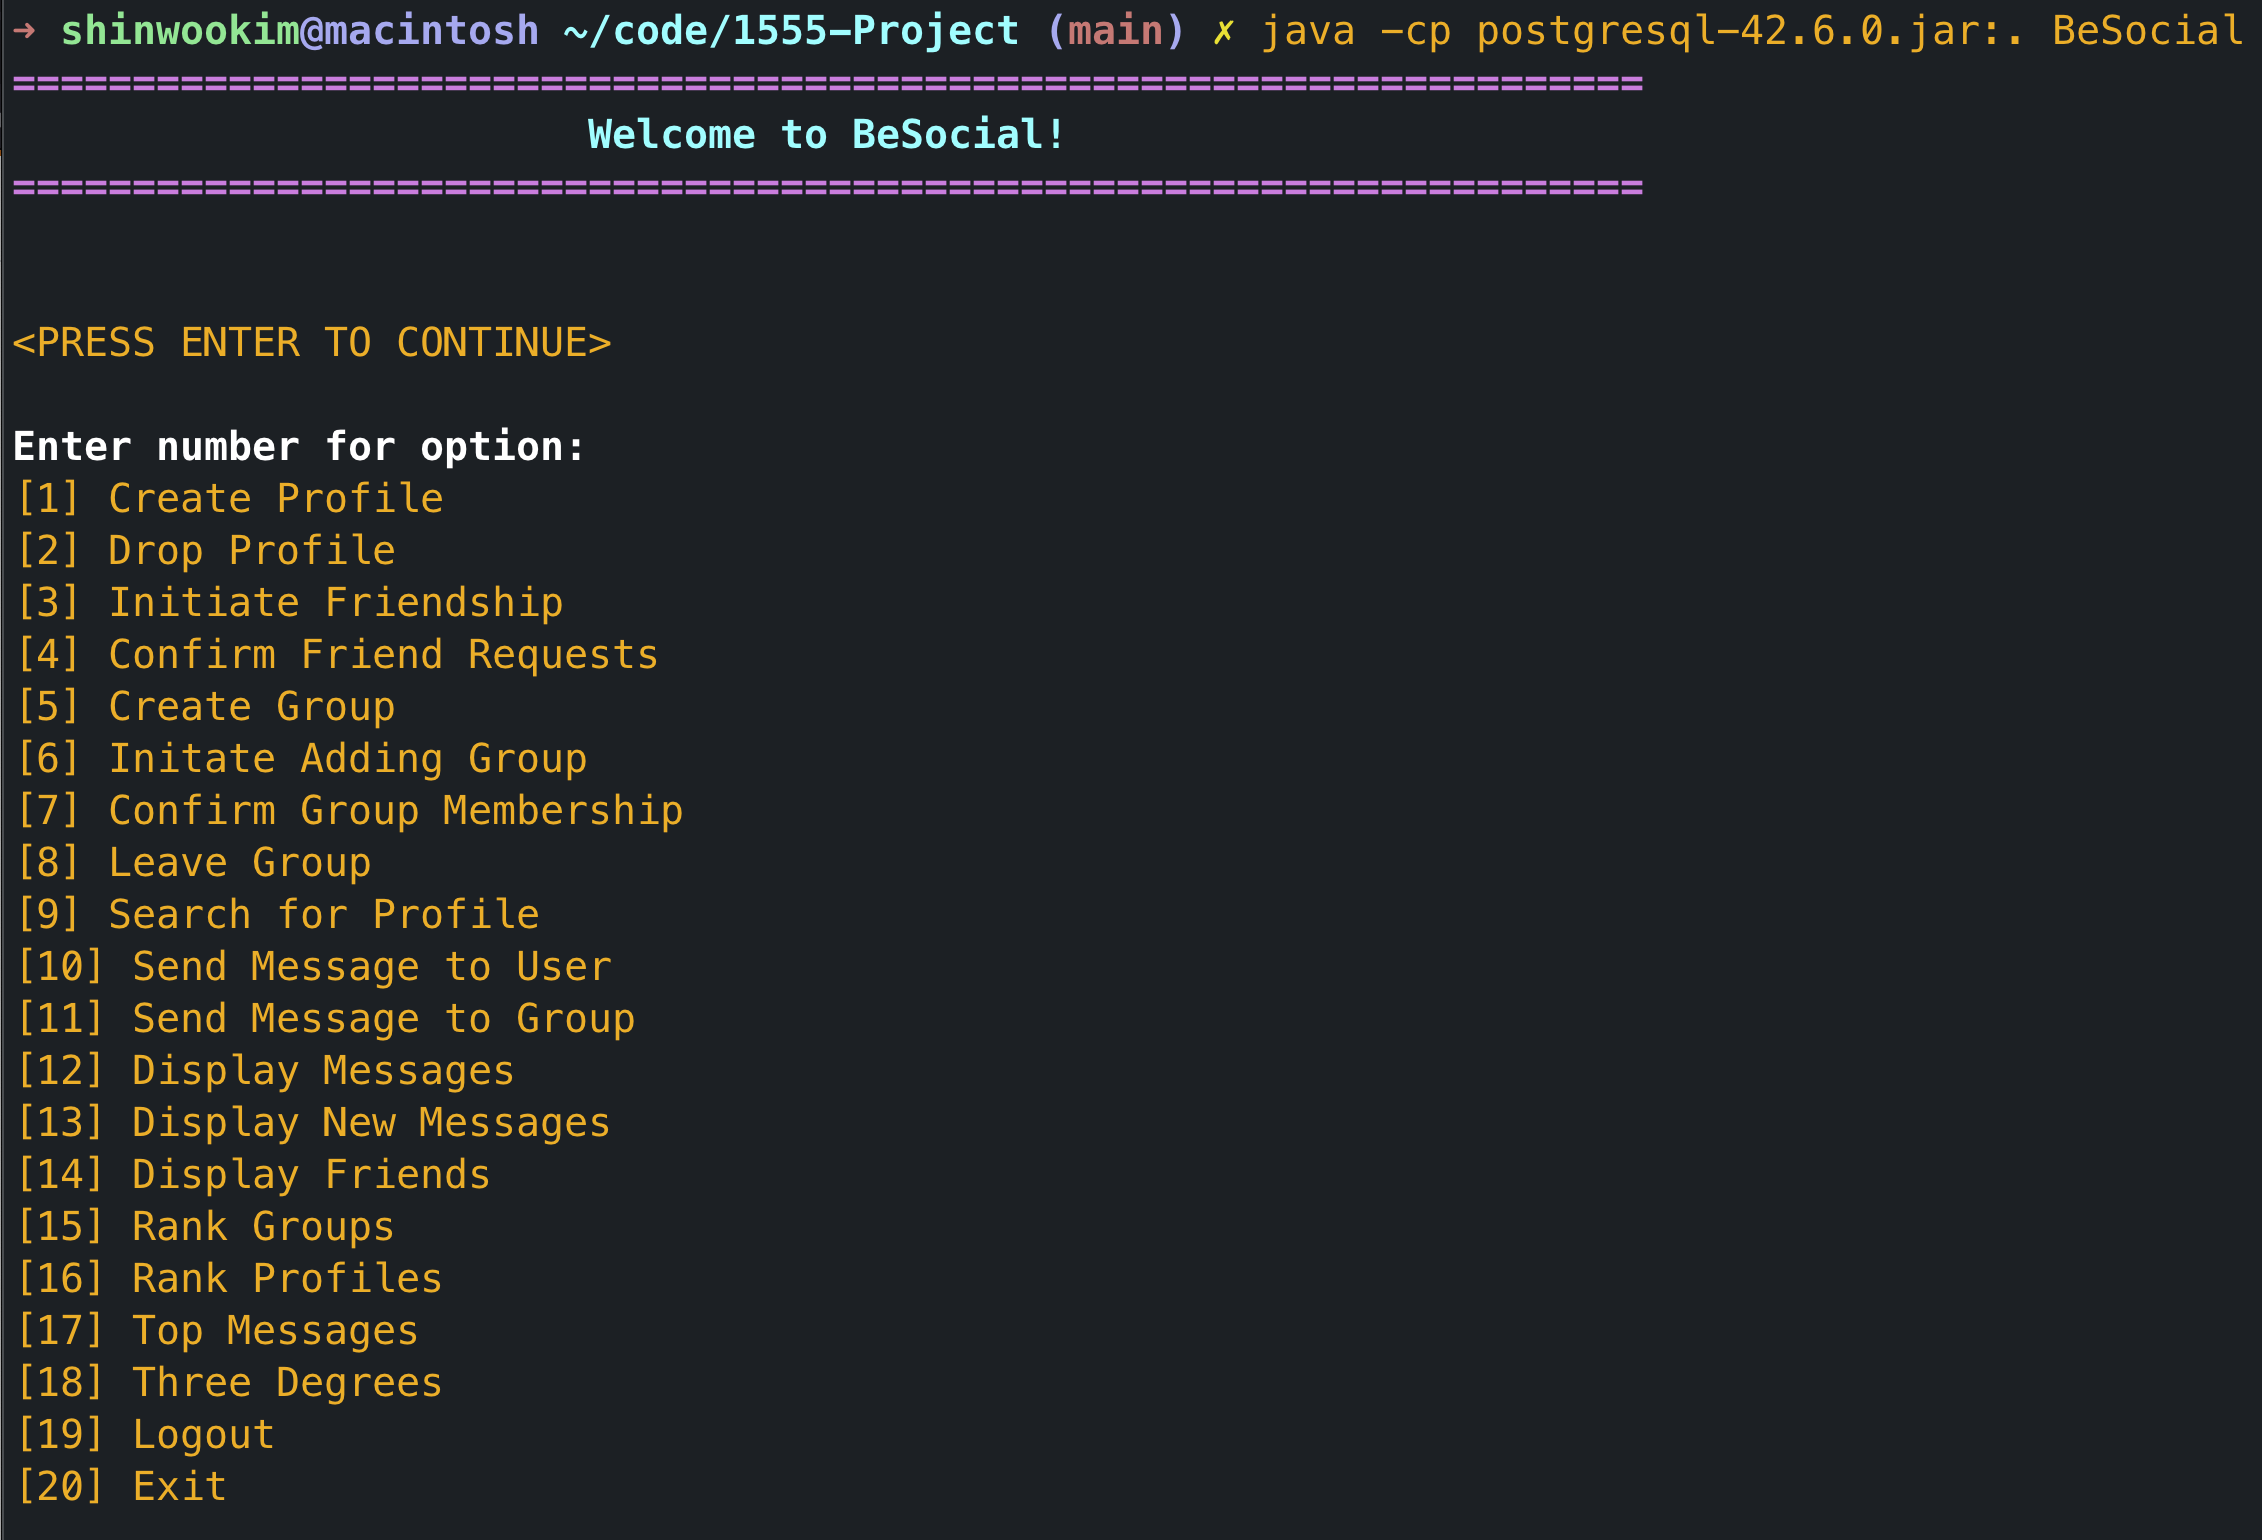 ➜ shinwookim@macintosh ~/code/1555-Project (main) ✗ java -cp postgresql-42.6.0.jar:. BeSocial
====================================================================
Welcome to BeSocial!
====================================================================
<PRESS ENTER TO CONTINUE>
Enter number for option:
[1] Create Profile
[2] Drop Profile
[3] Initiate Friendship
[4] Confirm Friend Requests
[5] Create Group
[6] Initate Adding Group
[7] Confirm Group Membership
[8] Leave Group
[9] Search for Profile
[10] Send Message to User
[11] Send Message to Group
[12] Display Messages
[13] Display New Messages
[14] Display Friends
[15] Rank Groups
[16] Rank Profiles
[17] Top Messages
[18] Three Degrees
[19] Logout
[20] Exit